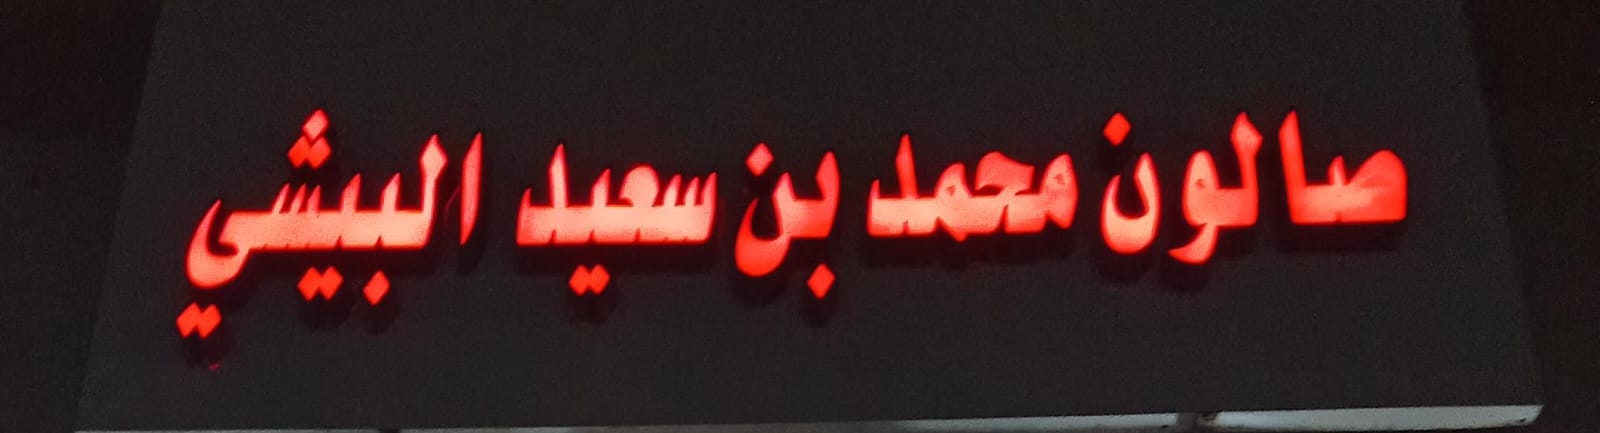 صالون محمد بن سعيد البيشي